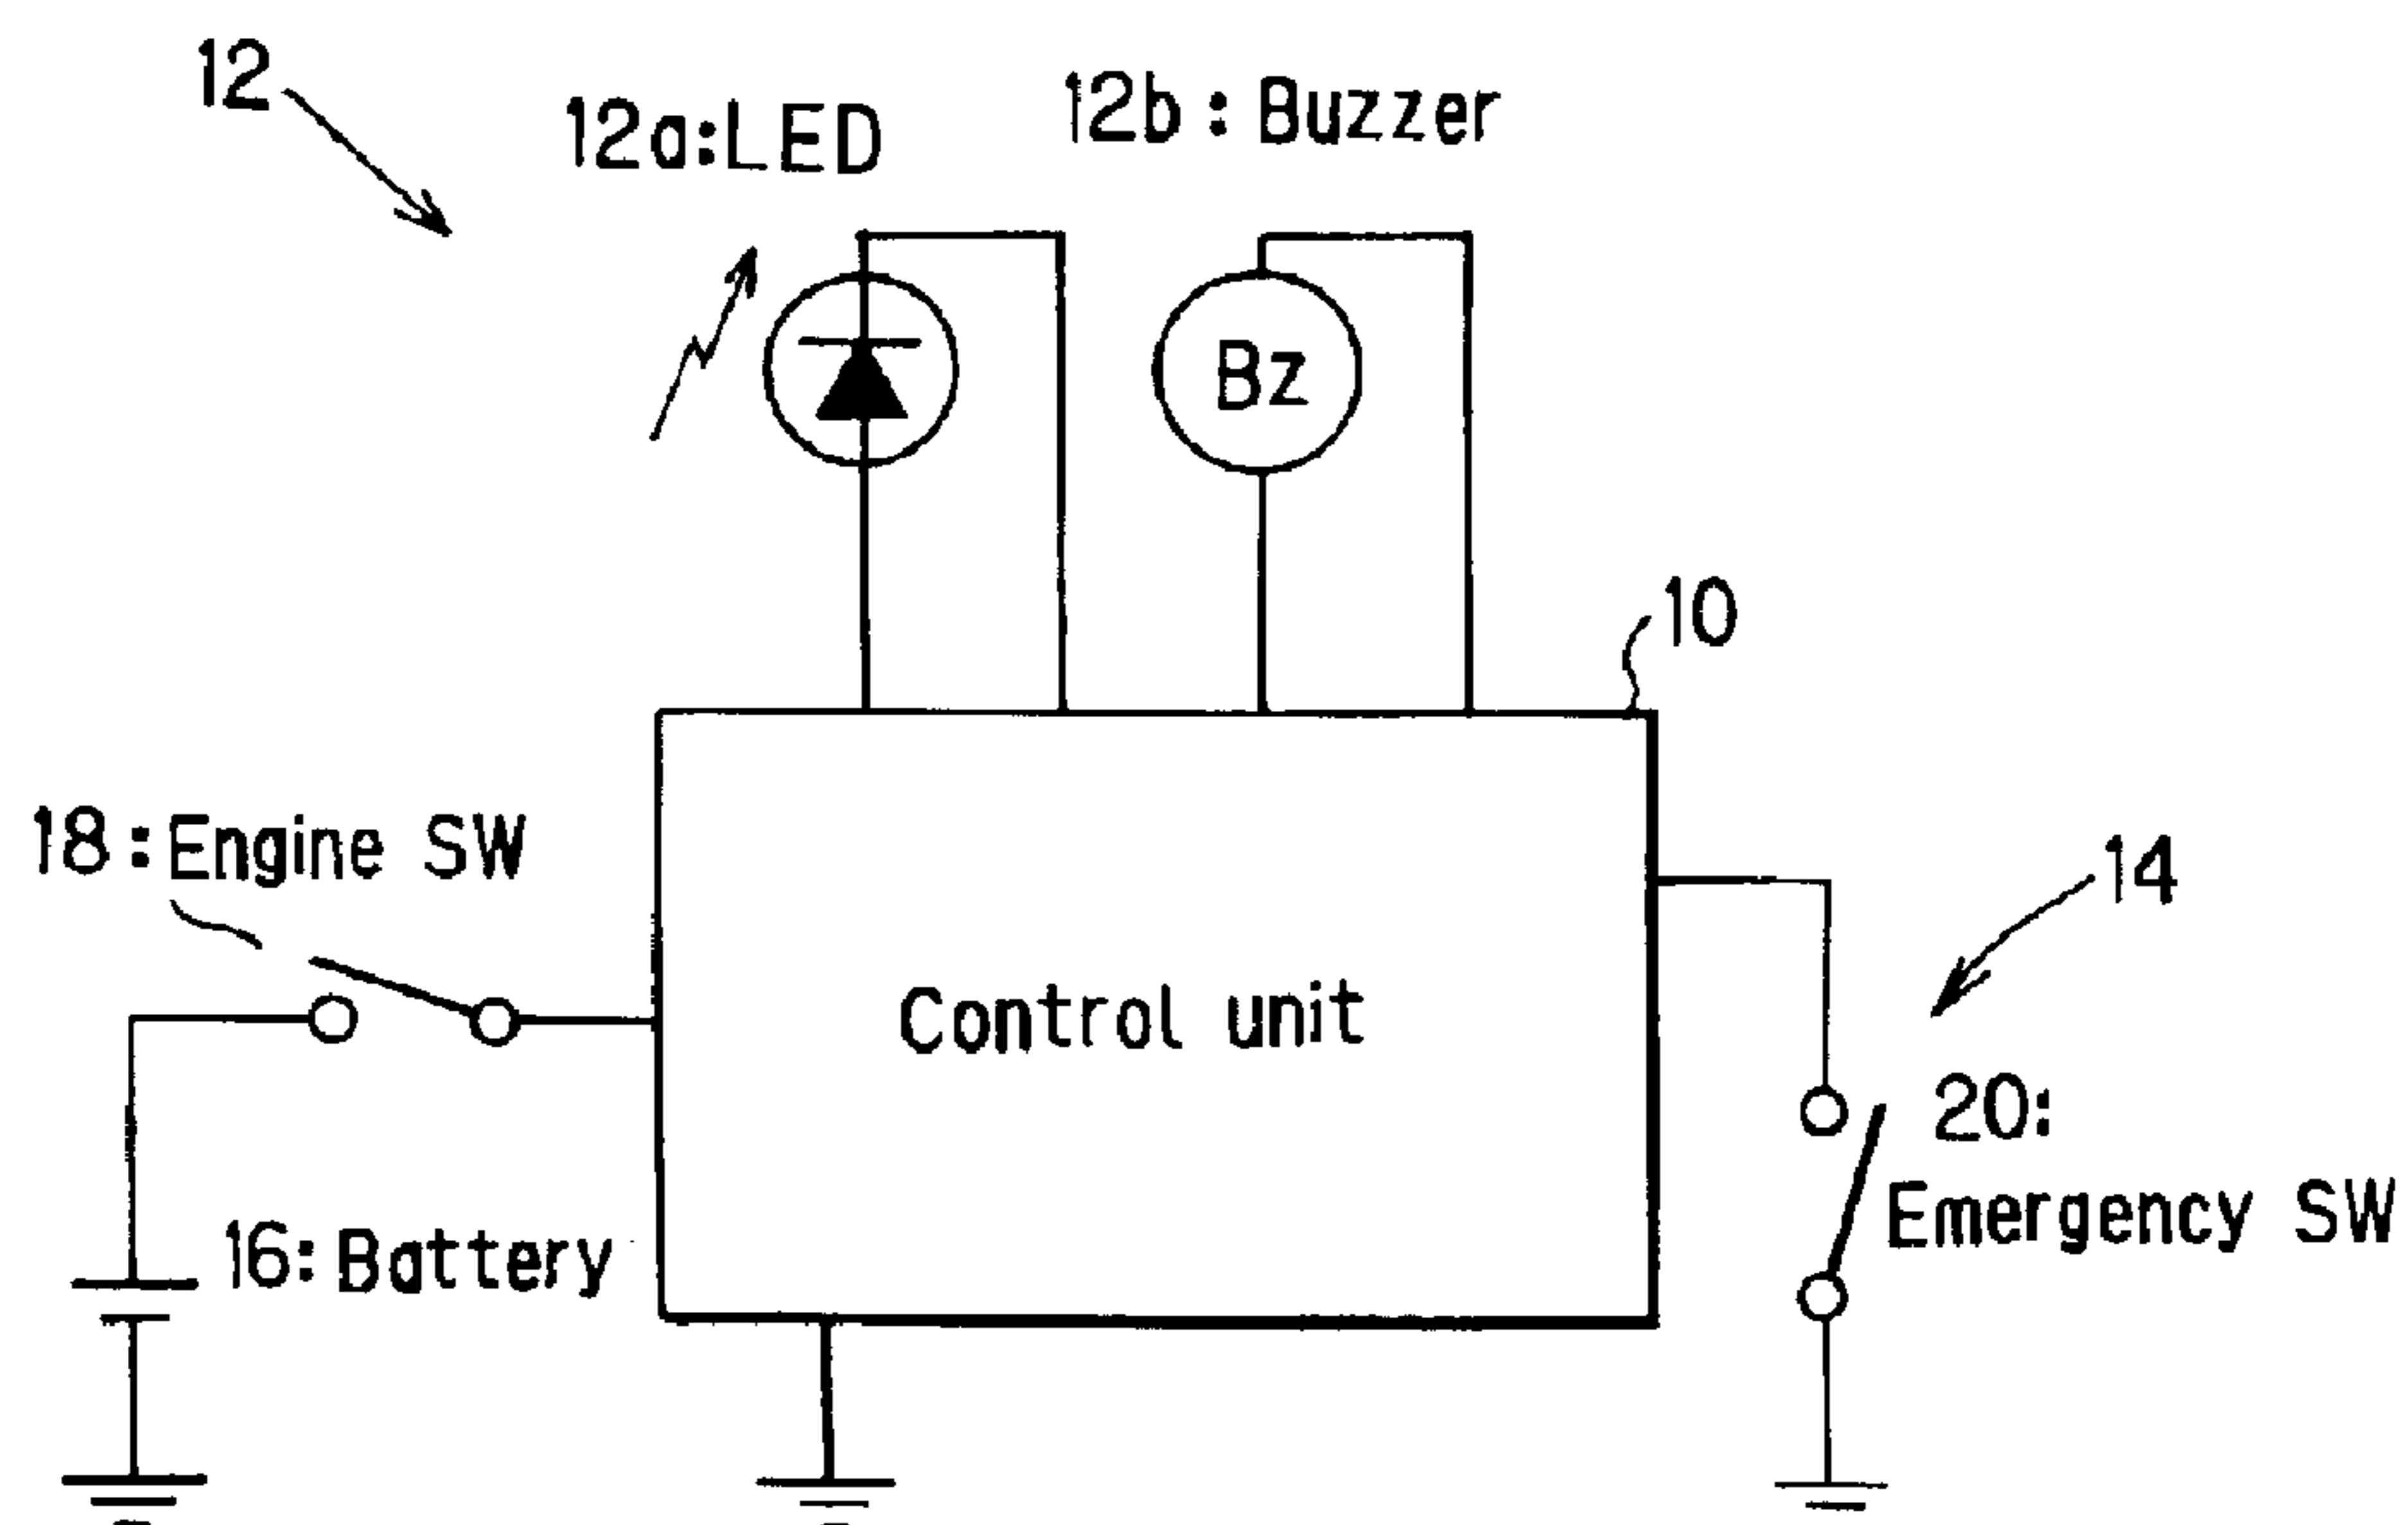 12
12a:LED
12b: Buzzer
Bz
10
18: Engine SW
14
Control unit
20:
Emergency SW
16: Battery